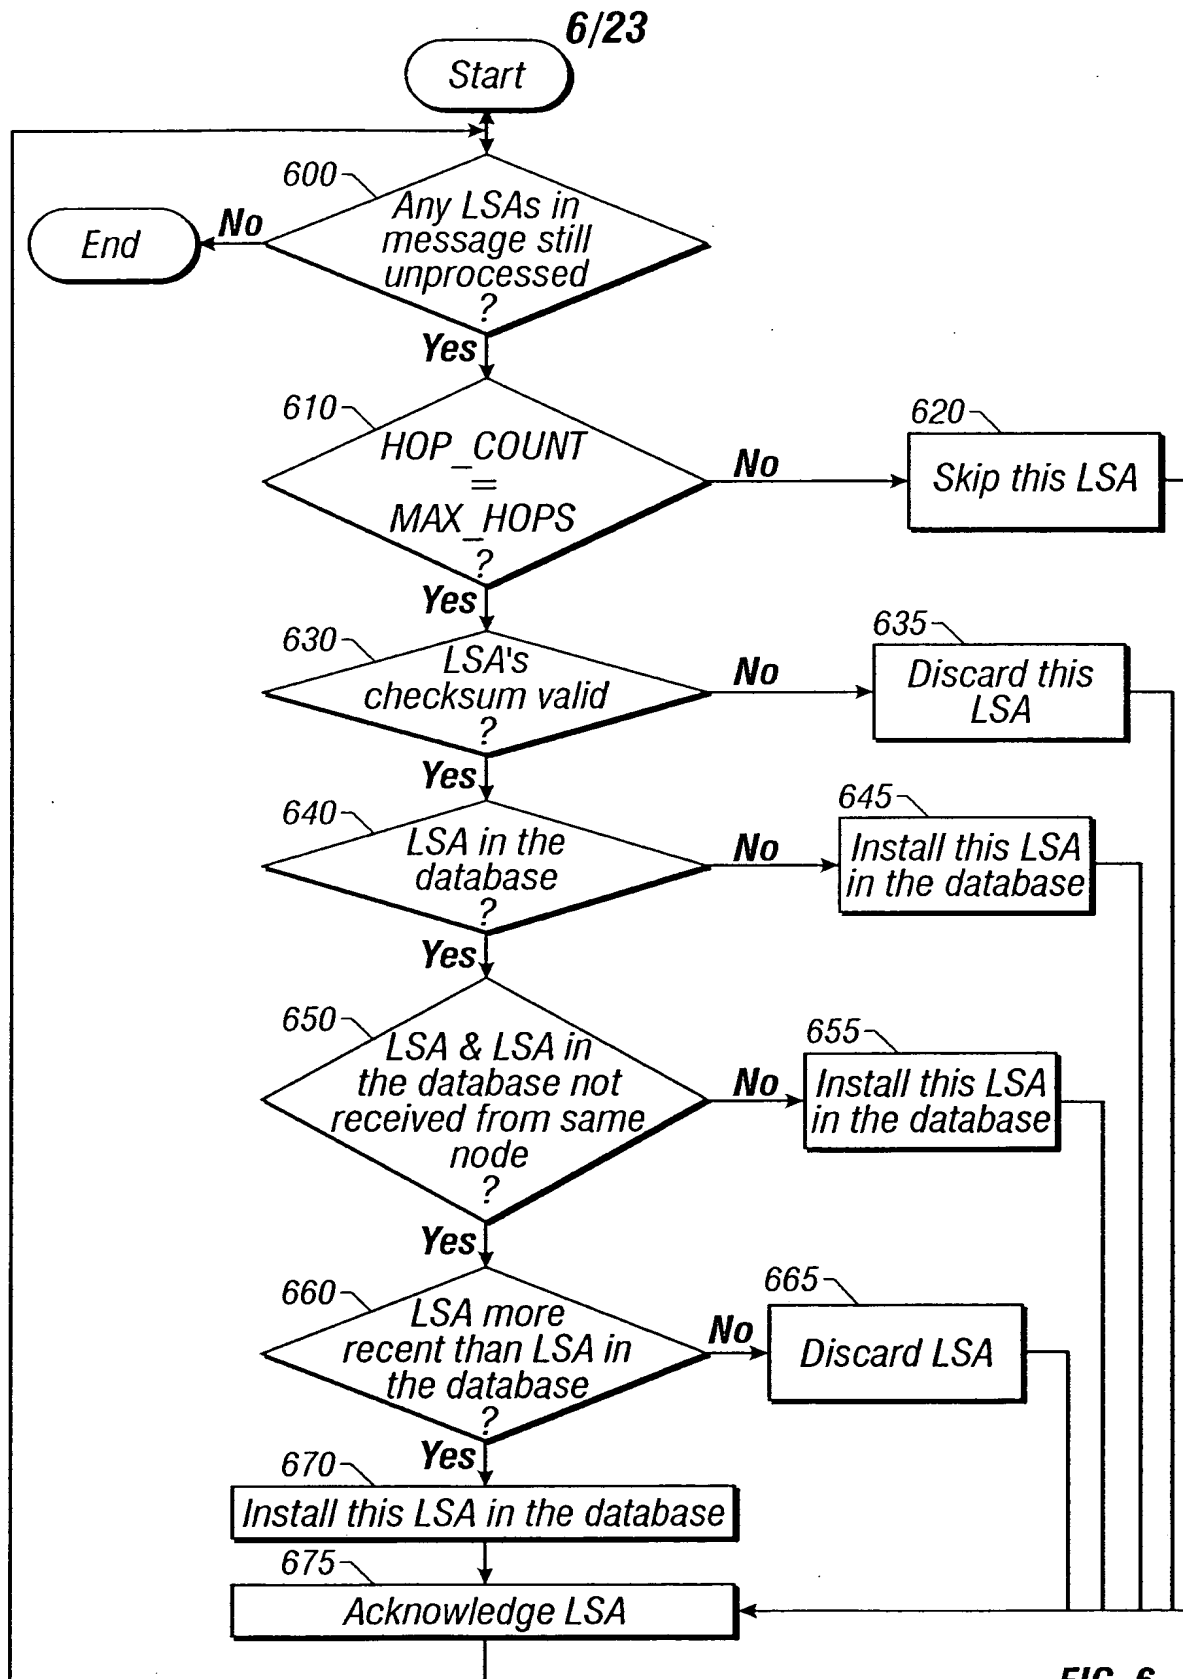 6/23
Start
600
Any LSAs in
message still
unprocessed
?
No
End
Yes
610
HOP_COUNT
=
MAX_HOPS
?
No
620
Skip this LSA
Yes
630
LSA's
checksum valid
?
No
635
Discard this
LSA
Yes
640
LSA in the
database
?
No
645
Install this LSA
in the database
Yes
650
LSA & LSA in
the database not
received from same
node
?
No
655
Install this LSA
in the database
Yes
660
LSA more
recent than LSA in
the database
?
No
665
Discard LSA
Yes
670
Install this LSA in the database
675
Acknowledge LSA
FIG. 6